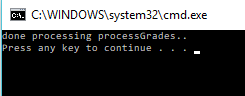 C:\WINDOWS\system32\cmd.exe
done processing processGrades..
Press any key to continue . . .